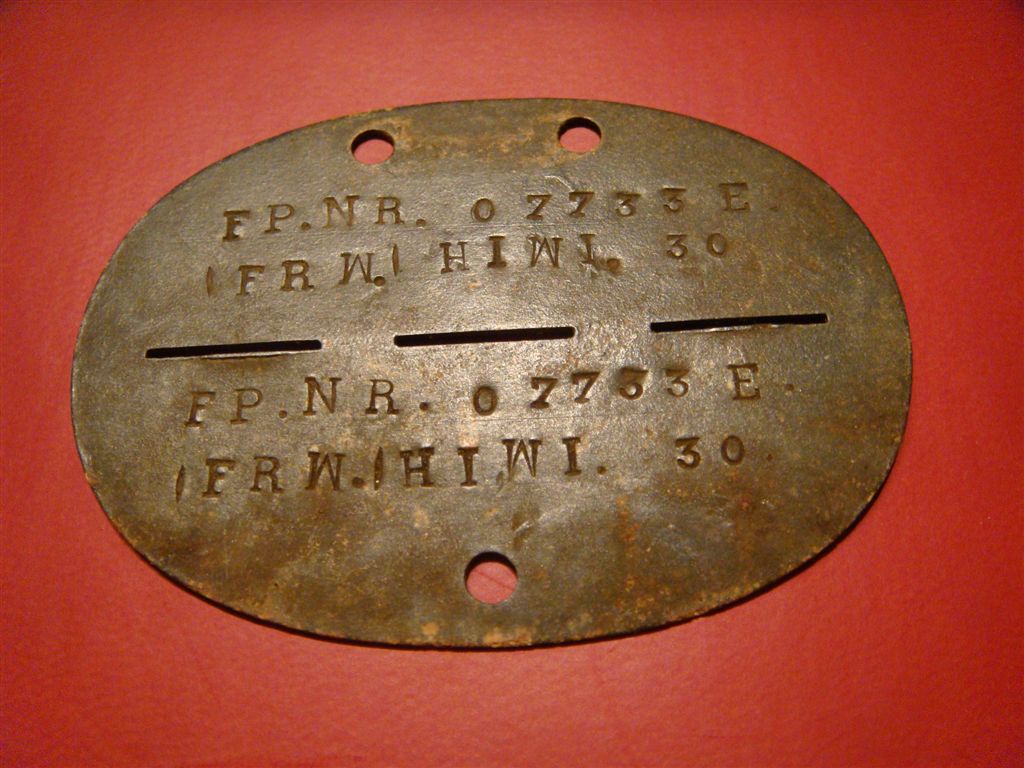 FP.NR. 07733 E.
(FRW.) HIWI. 30
FP.NR. 07733 E.
(FRW.) HIWI. 30.